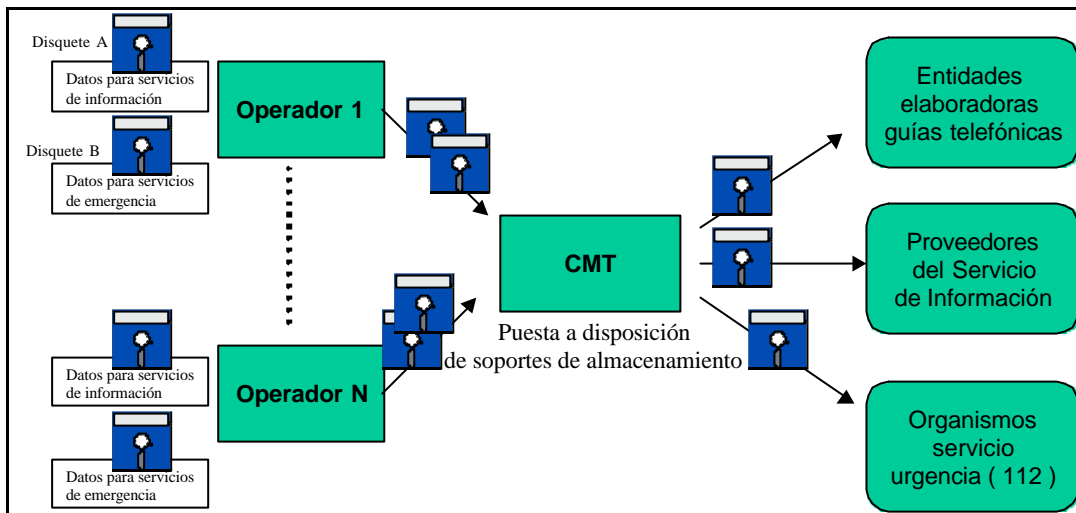 Disquete A
Datos para servicios
de información
Disquete B
Datos para servicios
de emergencia
Operador 1
Datos para servicios
de información
Datos para servicios
de emergencia
Operador N
CMT
Puesta a disposición
de soportes de almacenamiento
Entidades
elaboradoras
guías telefónicas
Proveedores
del Servicio
de Información
Organismos
servicio
urgencia ( 112 )